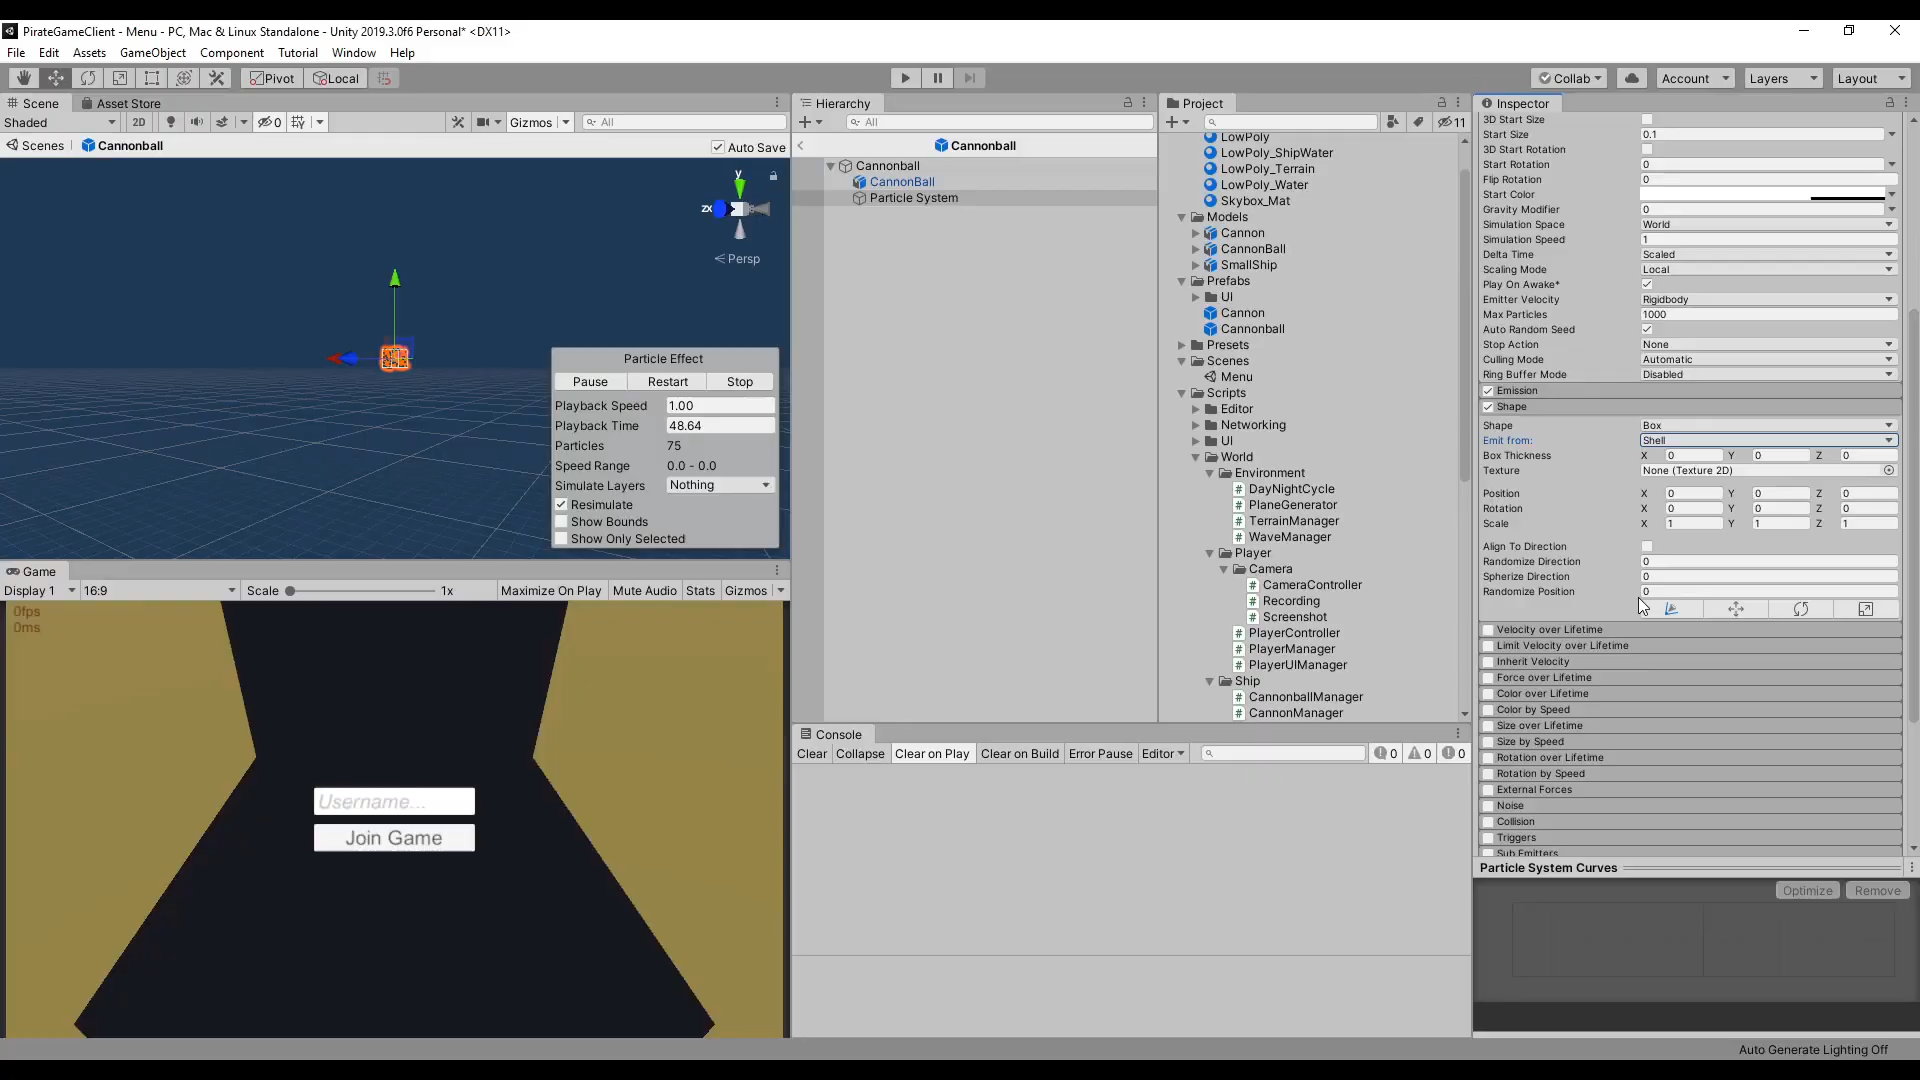 PirateGameClient - Menu - PC, Mac & Linux Standalone - Unity 2019.3.0f6 Personal* <DX11>
File Edit Assets GameObject Component Tutorial Window Help
Pivot Local Collab Account Layers Layout
Scene Asset Store
Shaded 2D 0 Gizmos All
Scenes Cannonball Auto Save
y
zx
Persp
Particle Effect
Pause Restart Stop
Playback Speed 1.00
Playback Time 48.64
Particles 75
Speed Range 0.0 - 0.0
Simulate Layers Nothing
Resimulate
Show Bounds
Show Only Selected
Game
Display 1 16:9 Scale 1x Maximize On Play Mute Audio Stats Gizmos
0fps
0ms
Username...
Join Game
Hierarchy
All
Cannonball
Cannonball
CannonBall
Particle System
Project
11
LowPoly
LowPoly_ShipWater
LowPoly_Terrain
LowPoly_Water
Skybox_Mat
Models
Cannon
CannonBall
SmallShip
Prefabs
UI
Cannon
Cannonball
Presets
Scenes
Menu
Scripts
Editor
Networking
UI
World
Environment
DayNightCycle
PlaneGenerator
TerrainManager
WaveManager
Player
Camera
CameraController
Recording
Screenshot
PlayerController
PlayerManager
PlayerUIManager
Ship
CannonballManager
CannonManager
Console
Clear Collapse Clear on Play Clear on Build Error Pause Editor 0 0 0
Inspector
3D Start Size
Start Size 0.1
3D Start Rotation
Start Rotation 0
Flip Rotation 0
Start Color
Gravity Modifier 0
Simulation Space World
Simulation Speed 1
Delta Time Scaled
Scaling Mode Local
Play On Awake*
Emitter Velocity Rigidbody
Max Particles 1000
Auto Random Seed
Stop Action None
Culling Mode Automatic
Ring Buffer Mode Disabled
Emission
Shape
Shape Box
Emit from: Shell
Box Thickness X 0 Y 0 Z 0
Texture None (Texture 2D)
Position X 0 Y 0 Z 0
Rotation X 0 Y 0 Z 0
Scale X 1 Y 1 Z 1
Align To Direction
Randomize Direction 0
Spherize Direction 0
Randomize Position 0
Velocity over Lifetime
Limit Velocity over Lifetime
Inherit Velocity
Force over Lifetime
Color over Lifetime
Color by Speed
Size over Lifetime
Size by Speed
Rotation over Lifetime
Rotation by Speed
External Forces
Noise
Collision
Triggers
Sub Emitters
Particle System Curves
Optimize Remove
Auto Generate Lighting Off